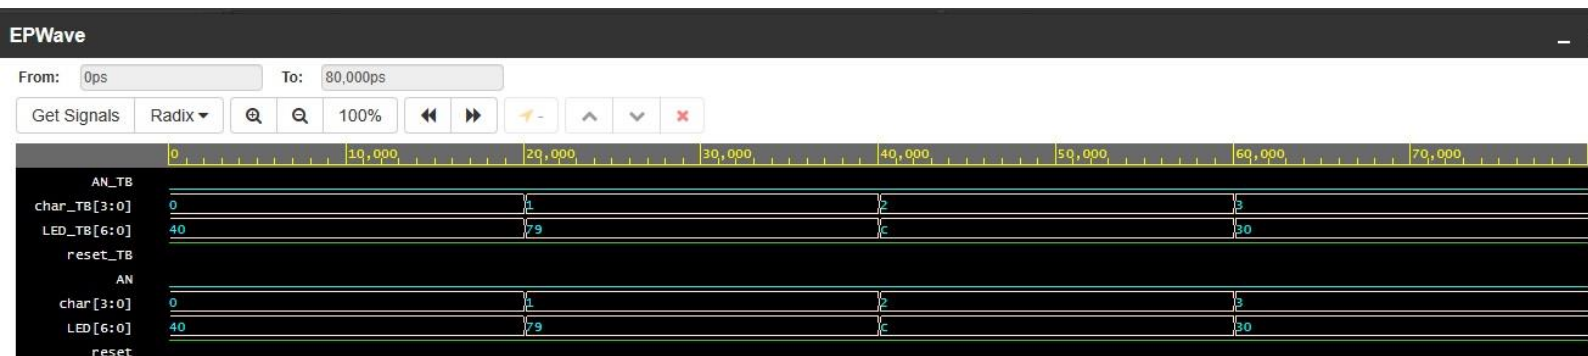 EPWave
From: 0ps To: 80,000ps
Get Signals Radix 100% -
0 10,000 20,000 30,000 40,000 50,000 60,000 70,000
AN_TB
char_TB[3:0] 0 1 2 3
LED_TB[6:0] 40 79 c 30
reset_TB
AN
char[3:0] 0 1 2 3
LED[6:0] 40 79 c 30
reset